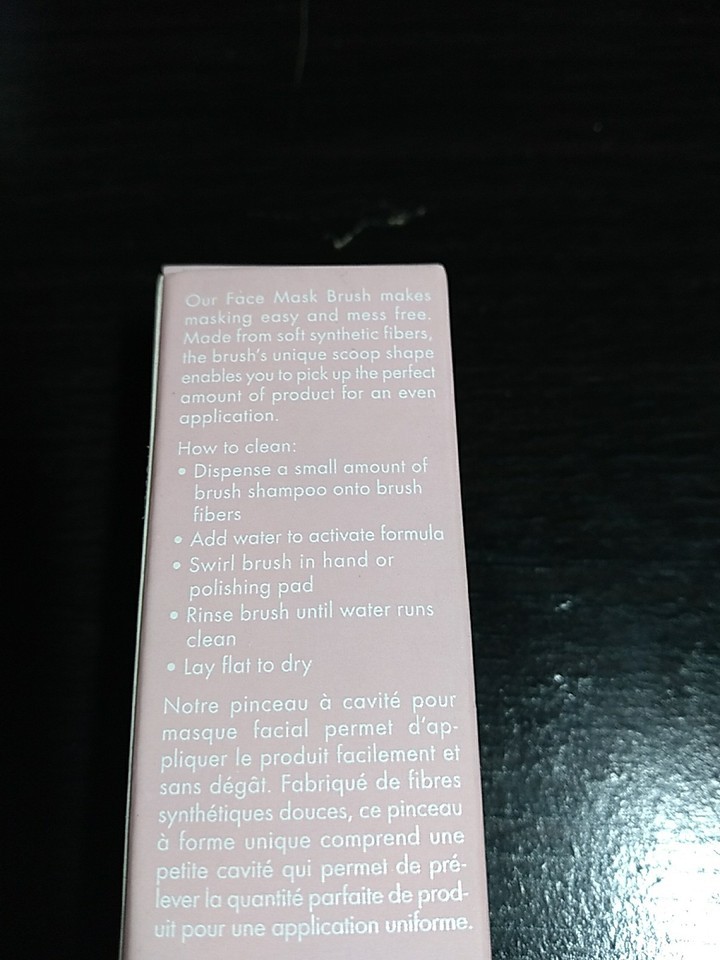 Our Face Mask Brush makes
masking easy and mess free.
Made from soft synthetic fibers,
the brush's unique scoop shape
enables you to pick up the perfect
amount of product for an even
application.
How to clean:
• Dispense a small amount of
brush shampoo onto brush
fibers
• Add water to activate formula
• Swirl brush in hand or
polishing pad
• Rinse brush until water runs
clean
• Lay flat to dry
Notre pinceau à cavité pour
masque facial permet d'ap-
pliquer le produit facilement et
sans dégât. Fabriqué de fibres
synthétiques douces, ce pinceau
à forme unique comprend une
petite cavité qui permet de pré-
lever la quantité parfaite de prod-
uit pour une application uniforme.